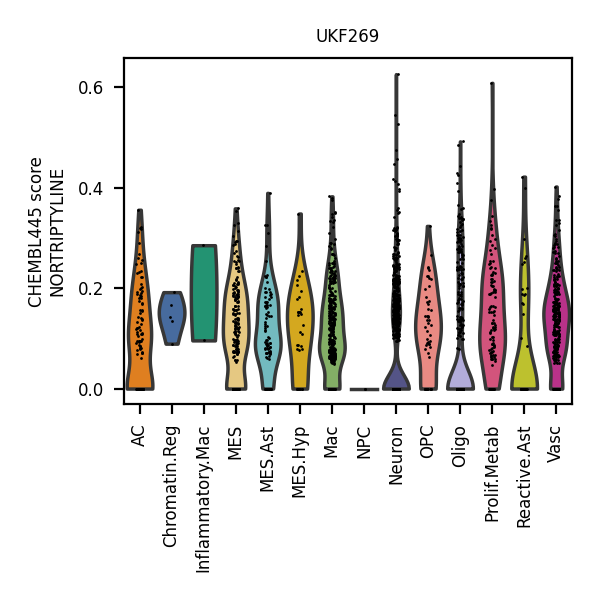 UKF269
CHEMBL445 score
NORTRIPTYLINE
0.6
0.4
0.2
0.0
AC
Chromatin.Reg
Inflammatory.Mac
MES
MES.Ast
MES.Hyp
Mac
NPC
Neuron
OPC
Oligo
Prolif.Metab
Reactive.Ast
Vasc